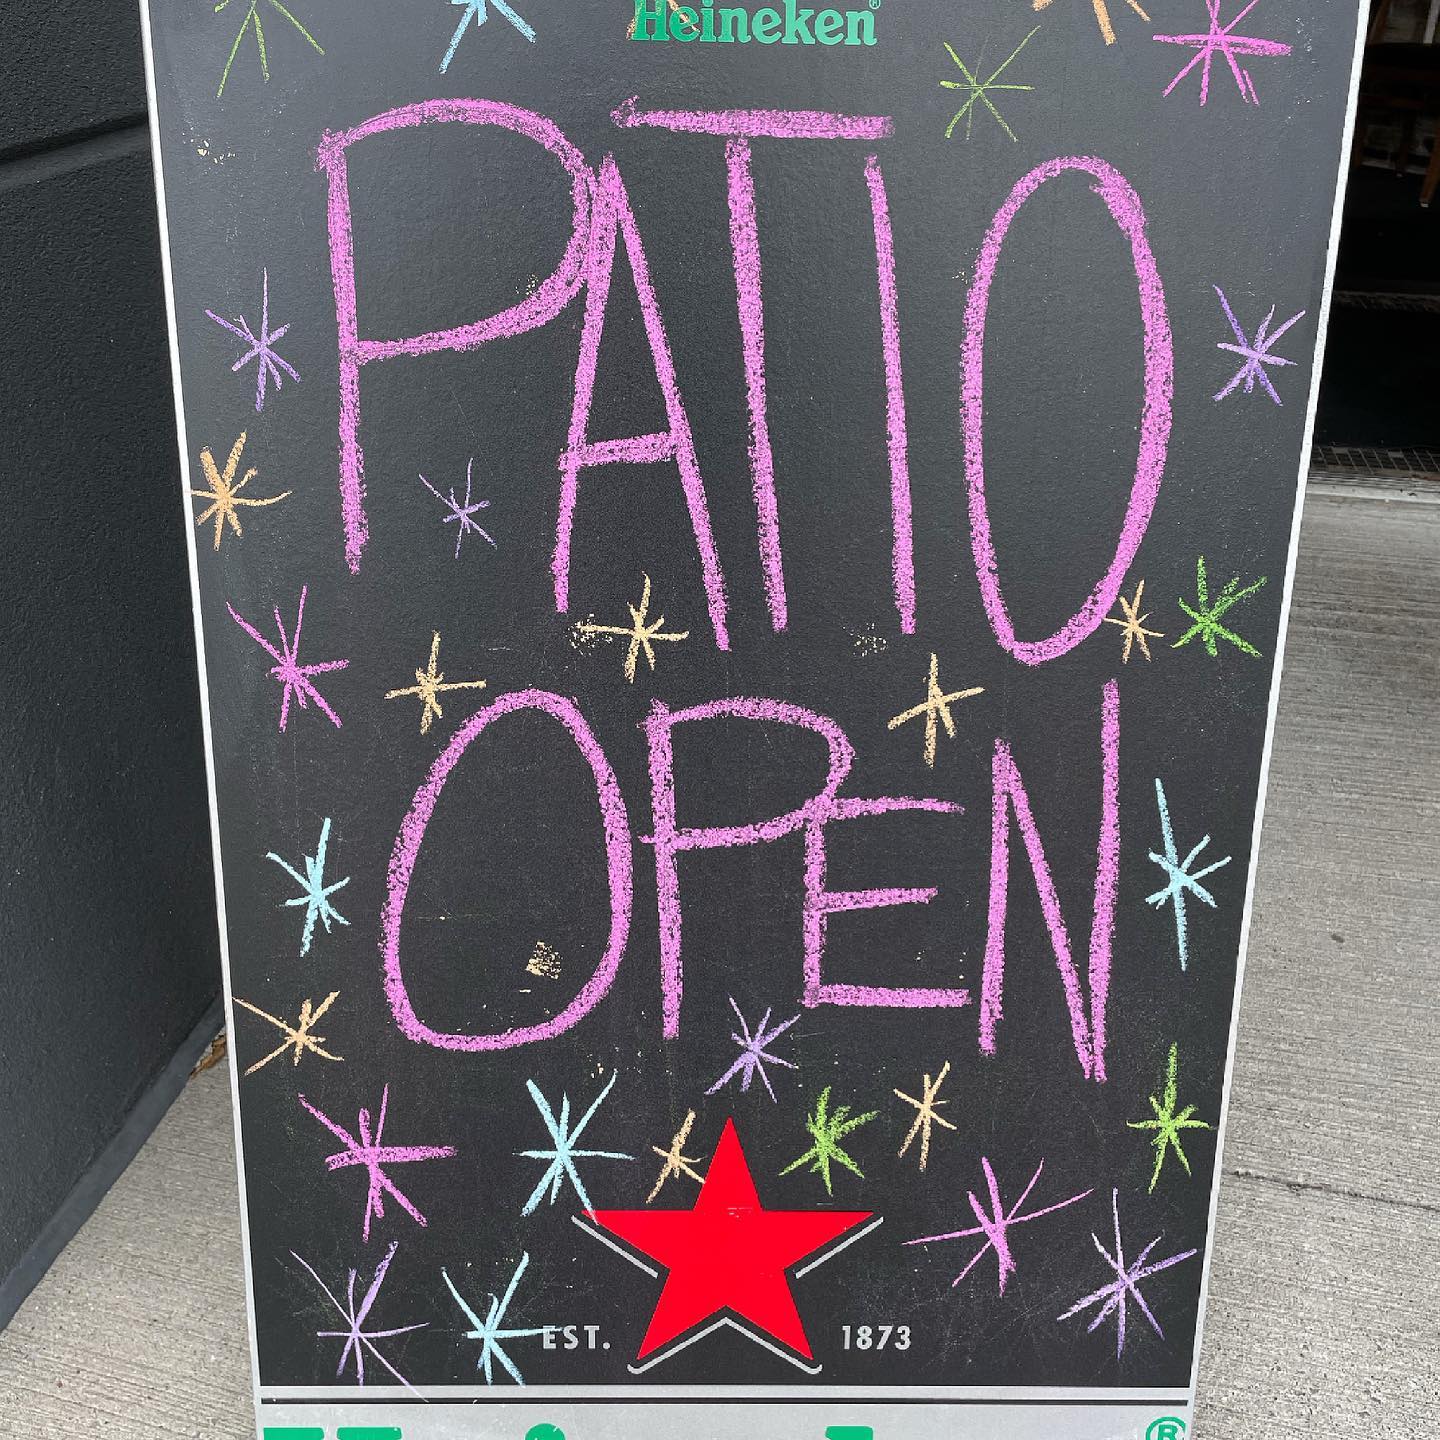 Heineken®
PATIO
OPEN
EST. 1873
®